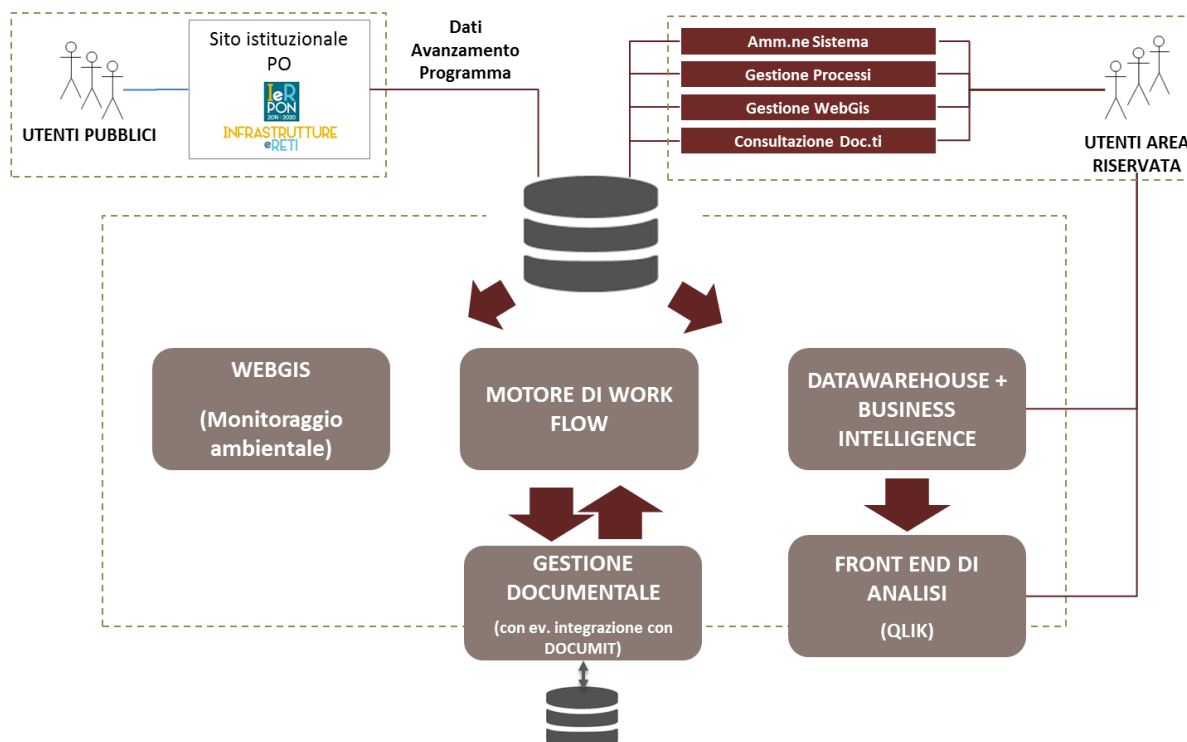 Sito istituzionale
PO
IeR
PON
2014 - 2020
INFRASTRUTTURE
eRETI
UTENTI PUBBLICI
Dati
Avanzamento
Programma
Amm.ne Sistema
Gestione Processi
Gestione WebGis
Consultazione Doc.ti
UTENTI AREA
RISERVATA
WEBGIS
(Monitoraggio
ambientale)
MOTORE DI WORK
FLOW
DATAWAREHOUSE +
BUSINESS
INTELLIGENCE
GESTIONE
DOCUMENTALE
(con ev. integrazione con
DOCUMIT)
FRONT END DI
ANALISI
(QLIK)